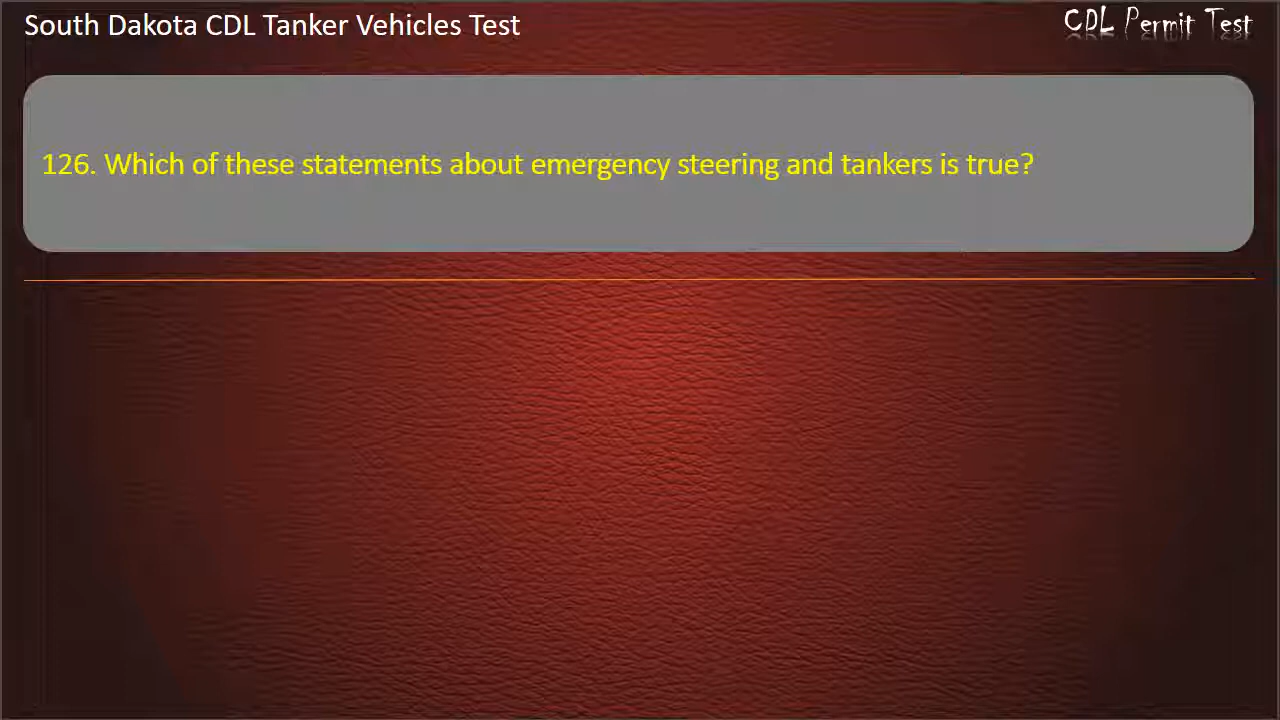 South Dakota CDL Tanker Vehicles Test
CDL Permit Test
126. Which of these statements about emergency steering and tankers is true?